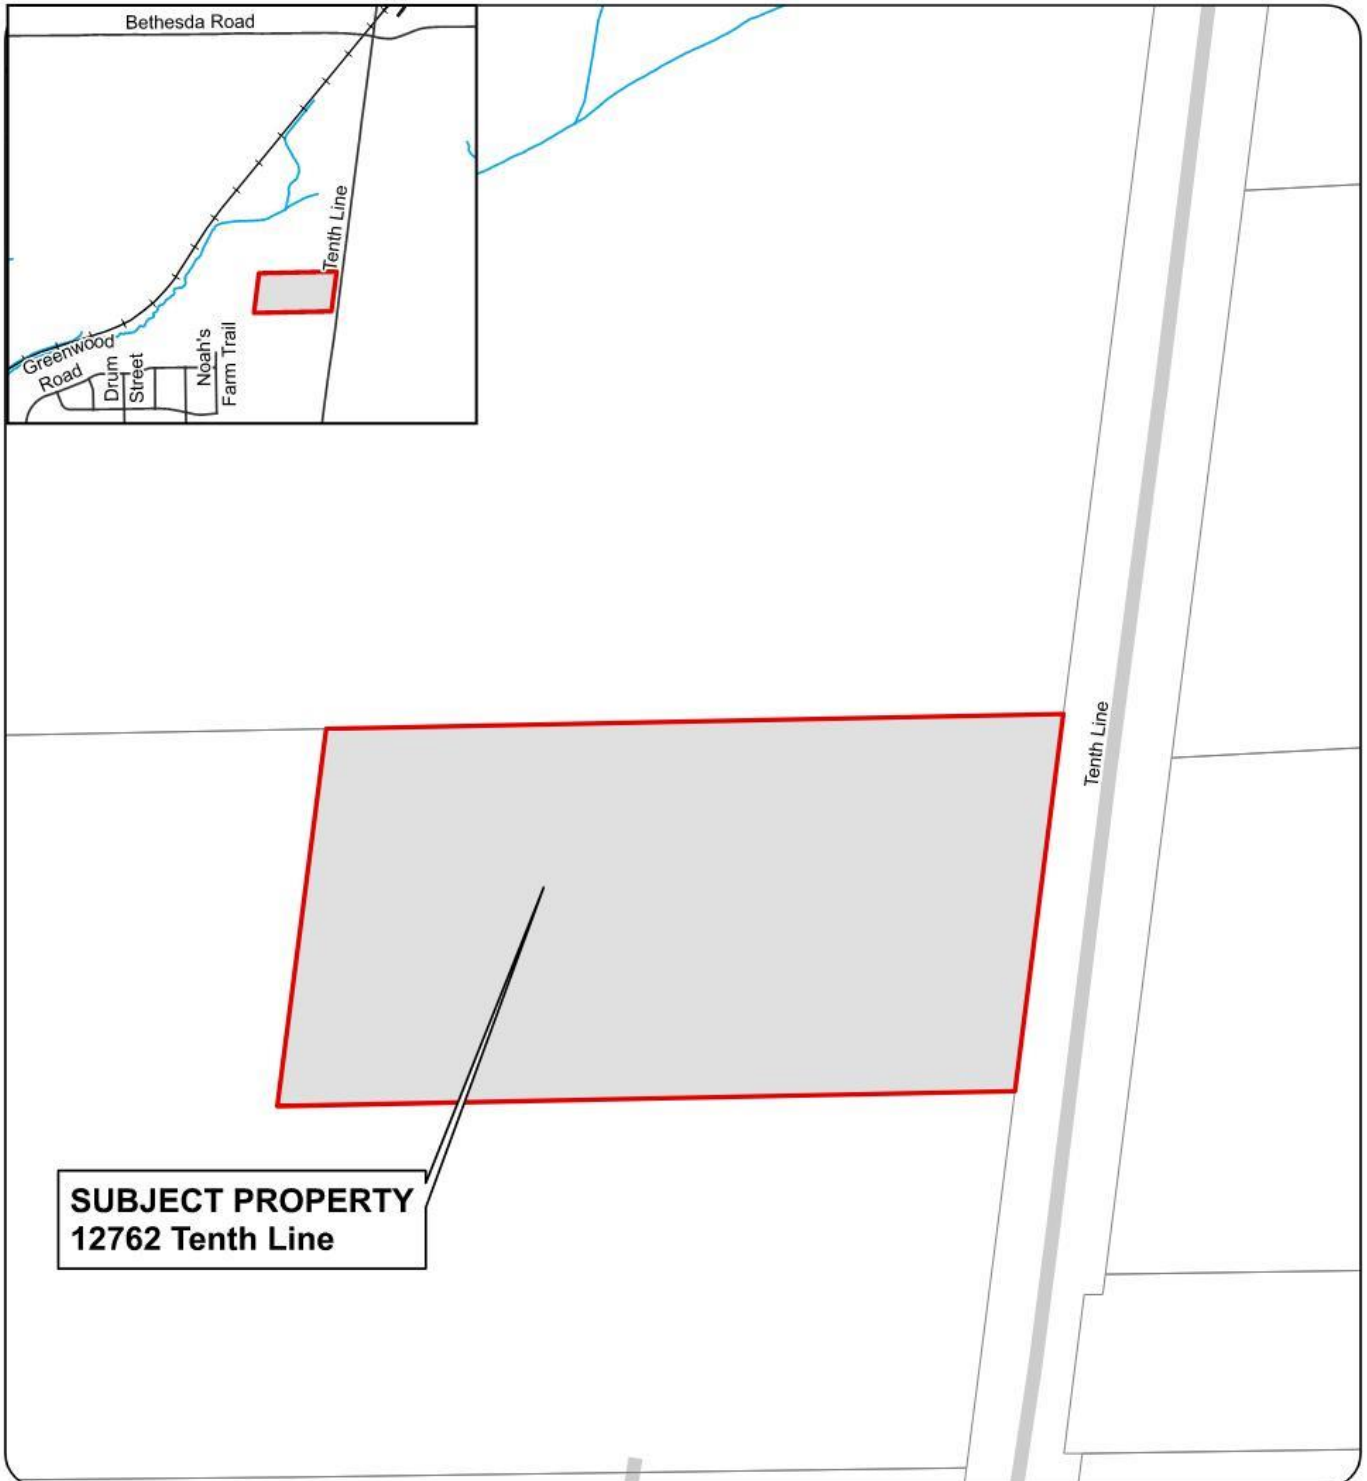 Bethesda Road
Tenth Line
Greenwood
Road
Drum
Street
Noah's
Farm Trail
Tenth Line
SUBJECT PROPERTY
12762 Tenth Line